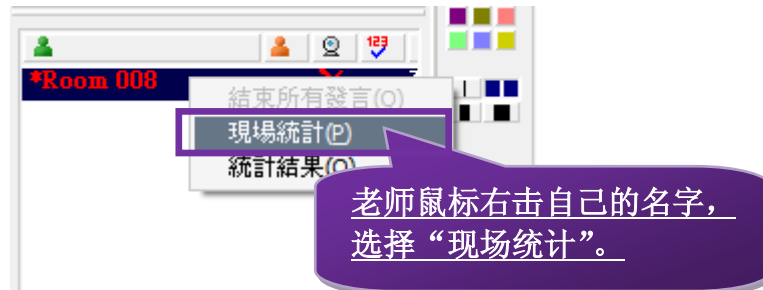 123
*Room 008
結束所有發言(O)
現場統計(P)
統計結果(Q)
老师鼠标右击自己的名字，
选择“现场统计”。